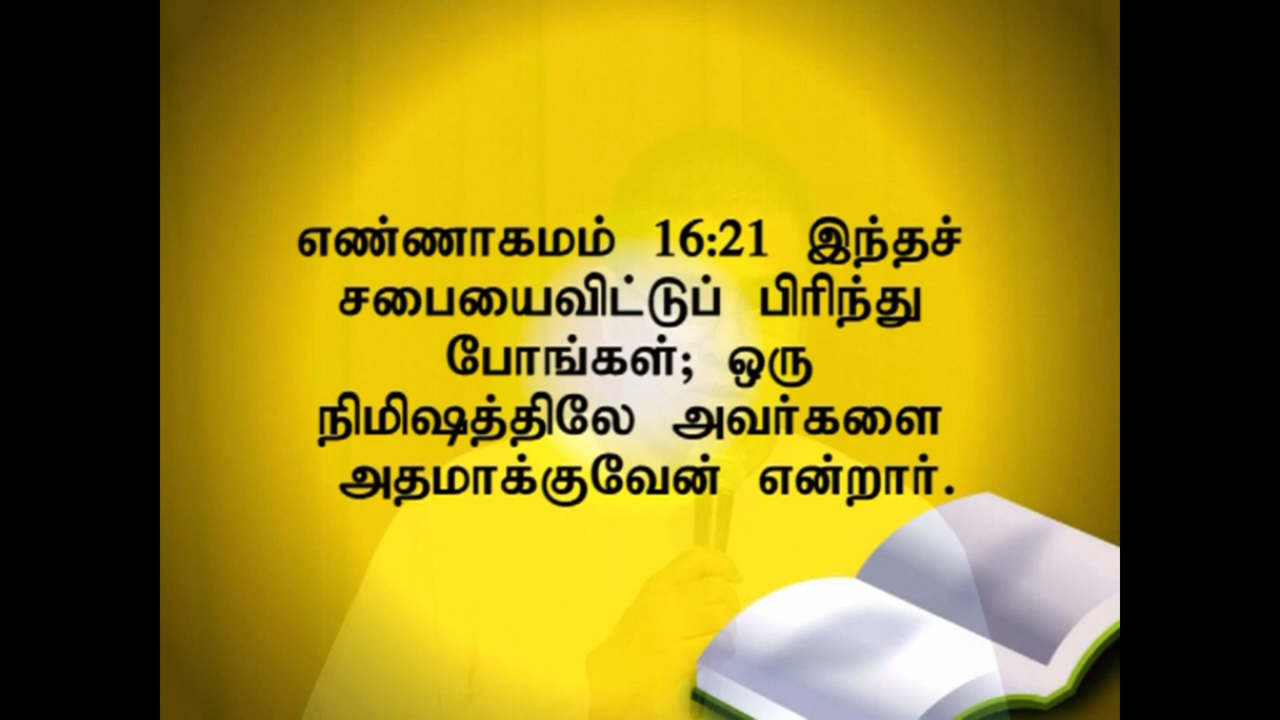 எண்ணாகமம் 16:21 இந்தச்
சபையைவிட்டுப் பிரிந்து
போங்கள்; ஒரு
நிமிஷத்திலே அவர்களை
அதமாக்குவேன் என்றார்.